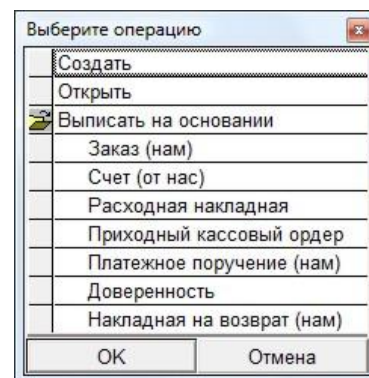 Выберите операцию
Создать
Открыть
Выписать на основании
Заказ (нам)
Счет (от нас)
Расходная накладная
Приходный кассовый ордер
Платежное поручение (нам)
Доверенность
Накладная на возврат (нам)
OK Отмена